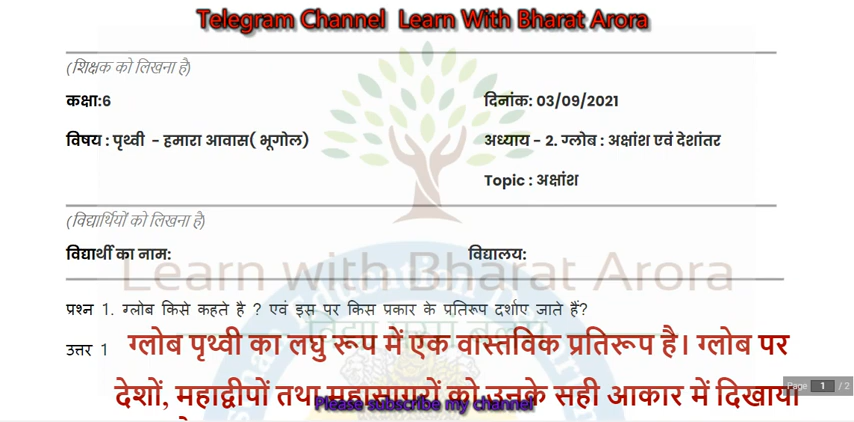 Telegram Channel Learn With Bharat Arora
(शिक्षक को लिखना है)
कक्षा:6 दिनांक: 03/09/2021
विषय : पृथ्वी - हमारा आवास( भूगोल) अध्याय - 2. ग्लोब : अक्षांश एवं देशांतर
Topic : अक्षांश
(विद्यार्थियों को लिखना है)
विद्यार्थी का नाम: विद्यालय:
Learn with Bharat Arora
प्रश्न 1. ग्लोब किसे कहते है ? एवं इस पर किस प्रकार के प्रतिरूप दर्शाए जाते हैं?
उत्तर 1 ग्लोब पृथ्वी का लघु रूप में एक वास्तविक प्रतिरूप है। ग्लोब पर
देशों, महाद्वीपों तथा महासागरों को उनके सही आकार में दिखाया
Page 1 / 2
Please subscribe my channel